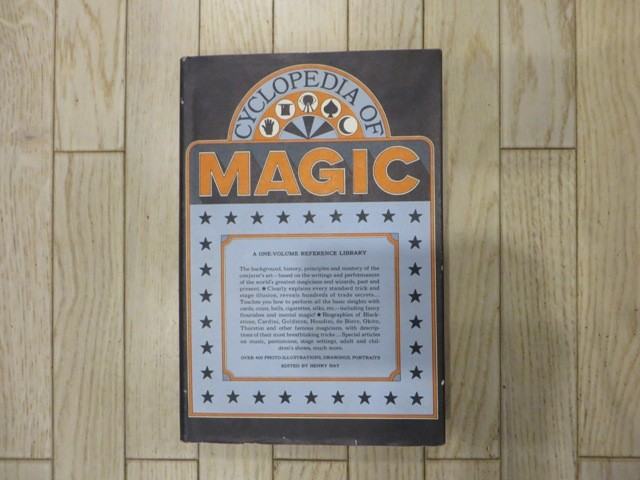 CYCLOPEDIA OF
MAGIC
A ONE-VOLUME REFERENCE LIBRARY
The background, history, principles and mastery of the
conjurer's art—based on the writings and performances
of the world's greatest magicians and wizards, past and
present. ★ Clearly explains every standard trick and
stage illusion, reveals hundreds of trade secrets...
Teaches you how to perform all the basic sleights with
cards, coins, balls, cigarettes, silks, etc.—including fancy
flourishes and mental magic! ★ Biographies of Black-
stone, Cardini, Goldston, Houdini, de Biere, Okito,
Thurston and other famous magicians, with descrip-
tions of their most breathtaking tricks... Special articles
on music, pantomime, stage settings, adult and chil-
dren's shows, much more.
OVER 400 PHOTO-ILLUSTRATIONS, DRAWINGS, PORTRAITS
EDITED BY HENRY HAY